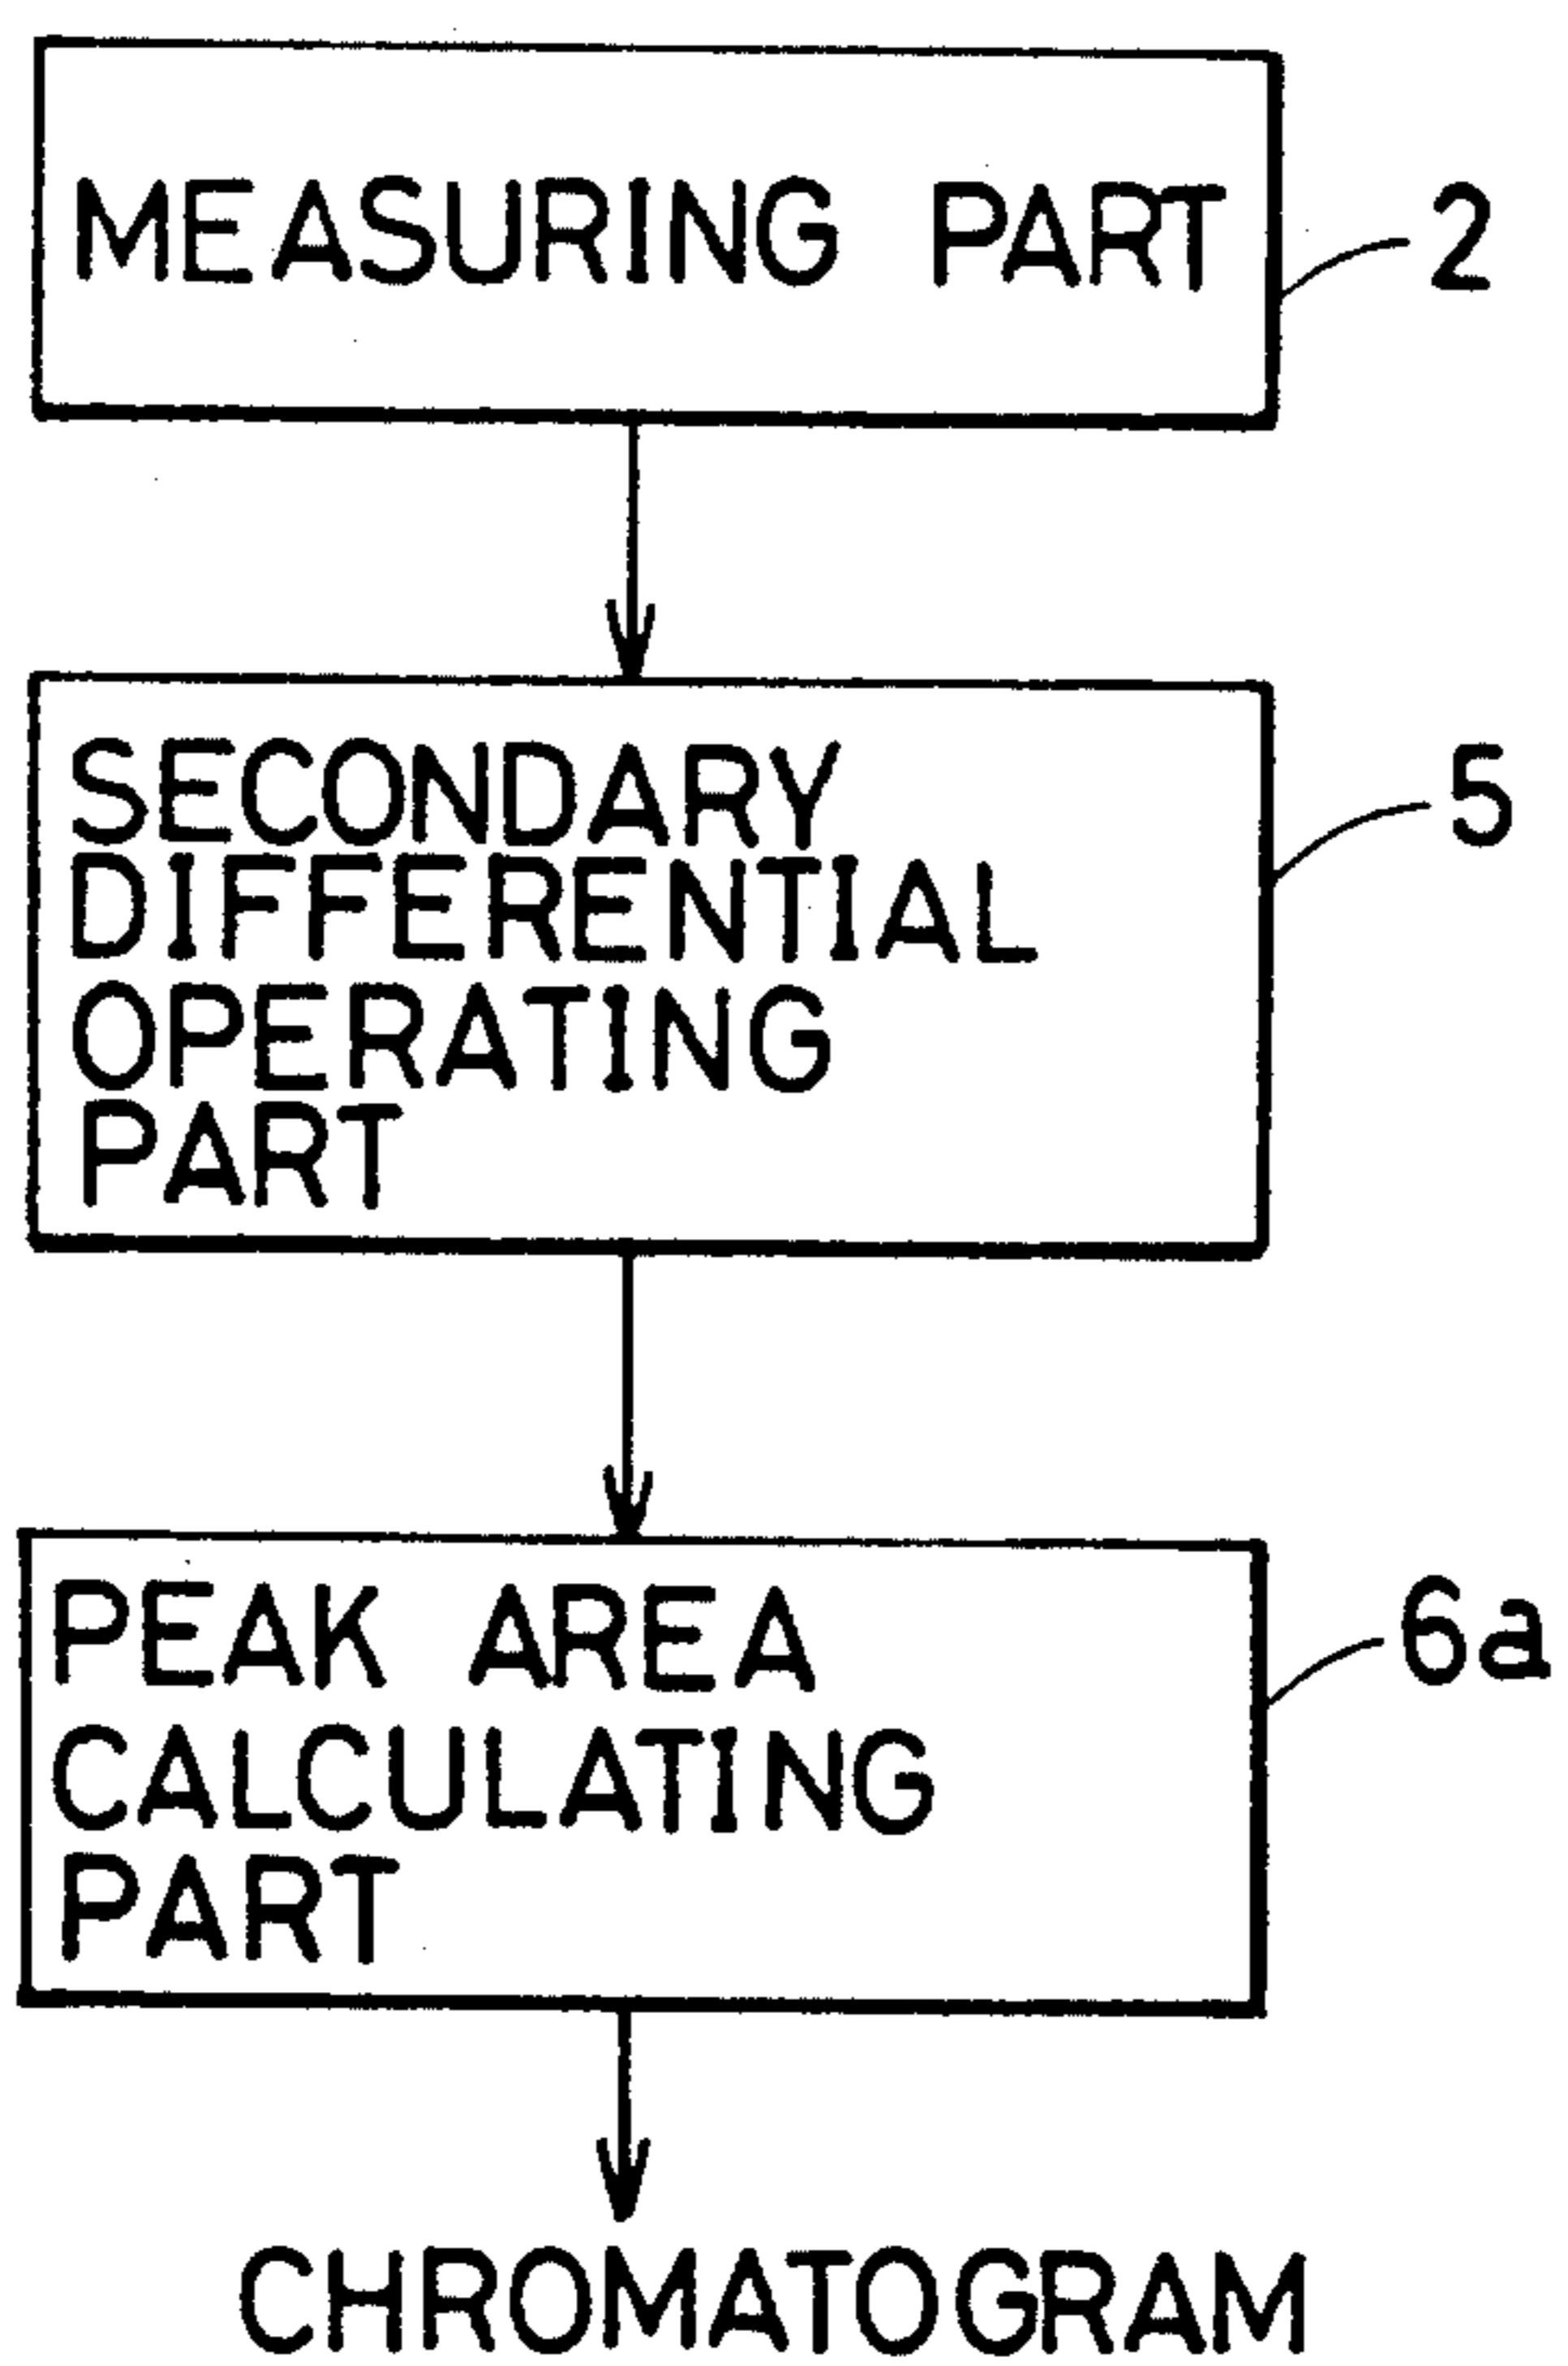 MEASURING PART
2
SECONDARY
DIFFERENTIAL
OPERATING
PART
5
PEAK AREA
CALCULATING
PART
6a
CHROMATOGRAM